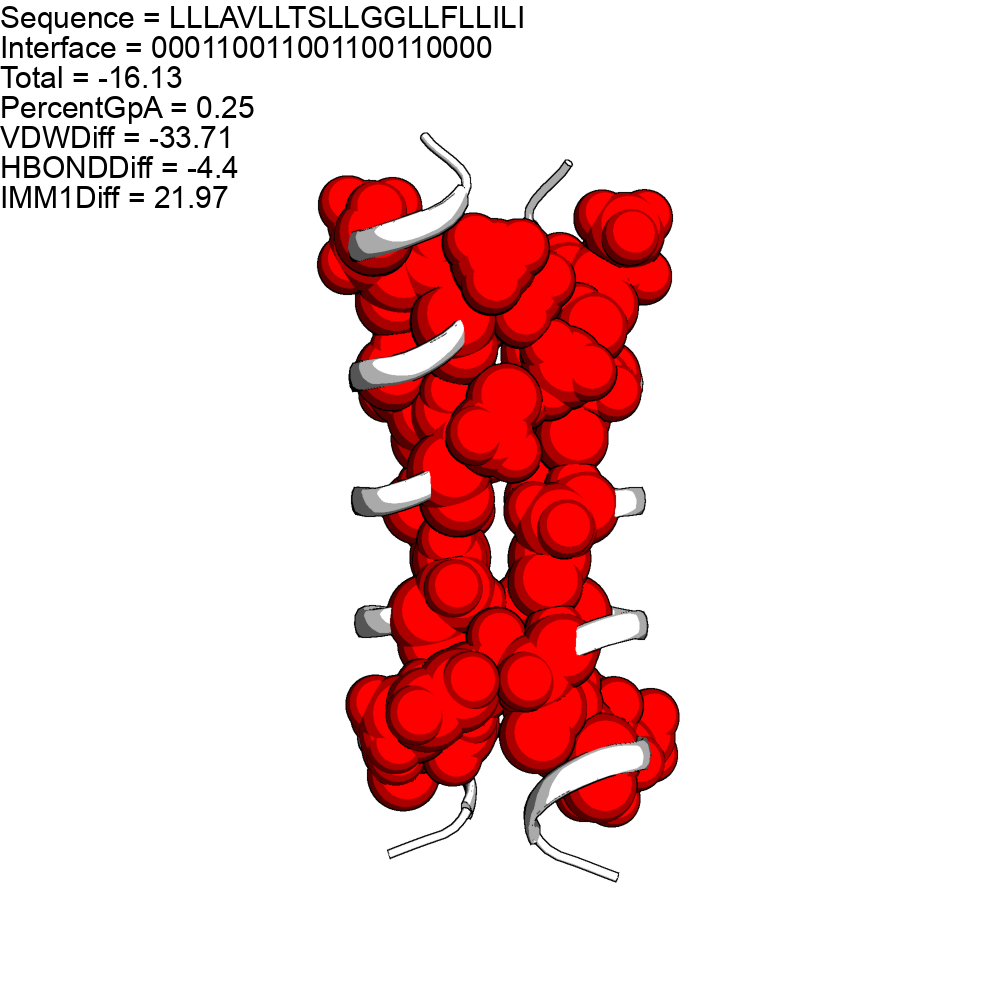 Sequence = LLLAVLLTSLLGGLLFLLILI
Interface = 000110011001100110000
Total = -16.13
PercentGpA = 0.25
VDWDiff = -33.71
HBONDDiff = -4.4
IMM1Diff = 21.97